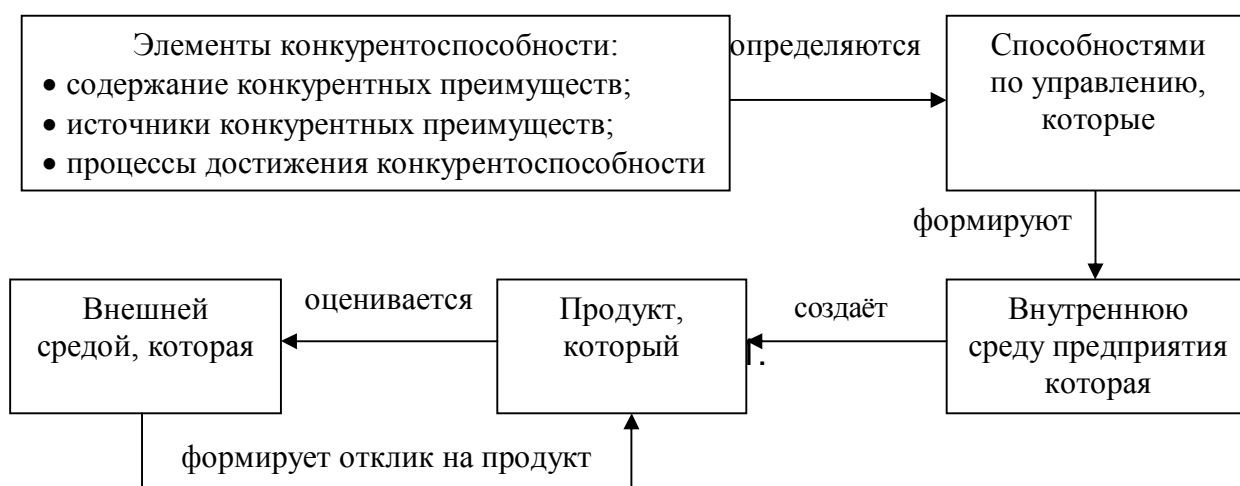 Элементы конкурентоспособности:
• содержание конкурентных преимуществ;
• источники конкурентных преимуществ;
• процессы достижения конкурентоспособности
определяются
Способностями
по управлению,
которые
формируют
Внутреннюю
среду предприятия
которая
создаёт
Продукт,
который
оценивается
Внешней
средой, которая
формирует отклик на продукт